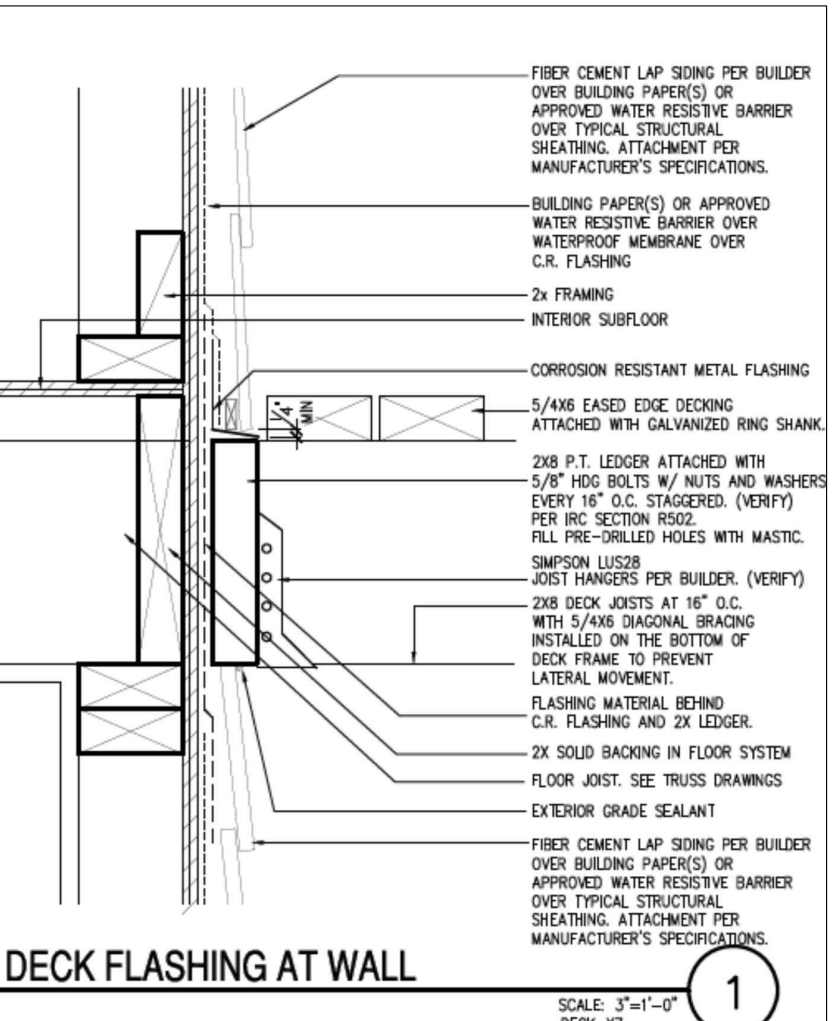 FIBER CEMENT LAP SIDING PER BUILDER
OVER BUILDING PAPER(S) OR
APPROVED WATER RESISTIVE BARRIER
OVER TYPICAL STRUCTURAL
SHEATHING. ATTACHMENT PER
MANUFACTURER'S SPECIFICATIONS.
BUILDING PAPER(S) OR APPROVED
WATER RESISTIVE BARRIER OVER
WATERPROOF MEMBRANE OVER
C.R. FLASHING
2x FRAMING
INTERIOR SUBFLOOR
CORROSION RESISTANT METAL FLASHING
1/4"
MIN
5/4X6 EASED EDGE DECKING
ATTACHED WITH GALVANIZED RING SHANK.
2X8 P.T. LEDGER ATTACHED WITH
5/8" HDG BOLTS W/ NUTS AND WASHERS
EVERY 16" O.C. STAGGERED. (VERIFY)
PER IRC SECTION R502.
FILL PRE-DRILLED HOLES WITH MASTIC.
SIMPSON LUS28
JOIST HANGERS PER BUILDER. (VERIFY)
2X8 DECK JOISTS AT 16" O.C.
WITH 5/4X6 DIAGONAL BRACING
INSTALLED ON THE BOTTOM OF
DECK FRAME TO PREVENT
LATERAL MOVEMENT.
FLASHING MATERIAL BEHIND
C.R. FLASHING AND 2X LEDGER.
2X SOLID BACKING IN FLOOR SYSTEM
FLOOR JOIST. SEE TRUSS DRAWINGS
EXTERIOR GRADE SEALANT
FIBER CEMENT LAP SIDING PER BUILDER
OVER BUILDING PAPER(S) OR
APPROVED WATER RESISTIVE BARRIER
OVER TYPICAL STRUCTURAL
SHEATHING. ATTACHMENT PER
MANUFACTURER'S SPECIFICATIONS.
DECK FLASHING AT WALL
1
SCALE: 3"=1'-0"